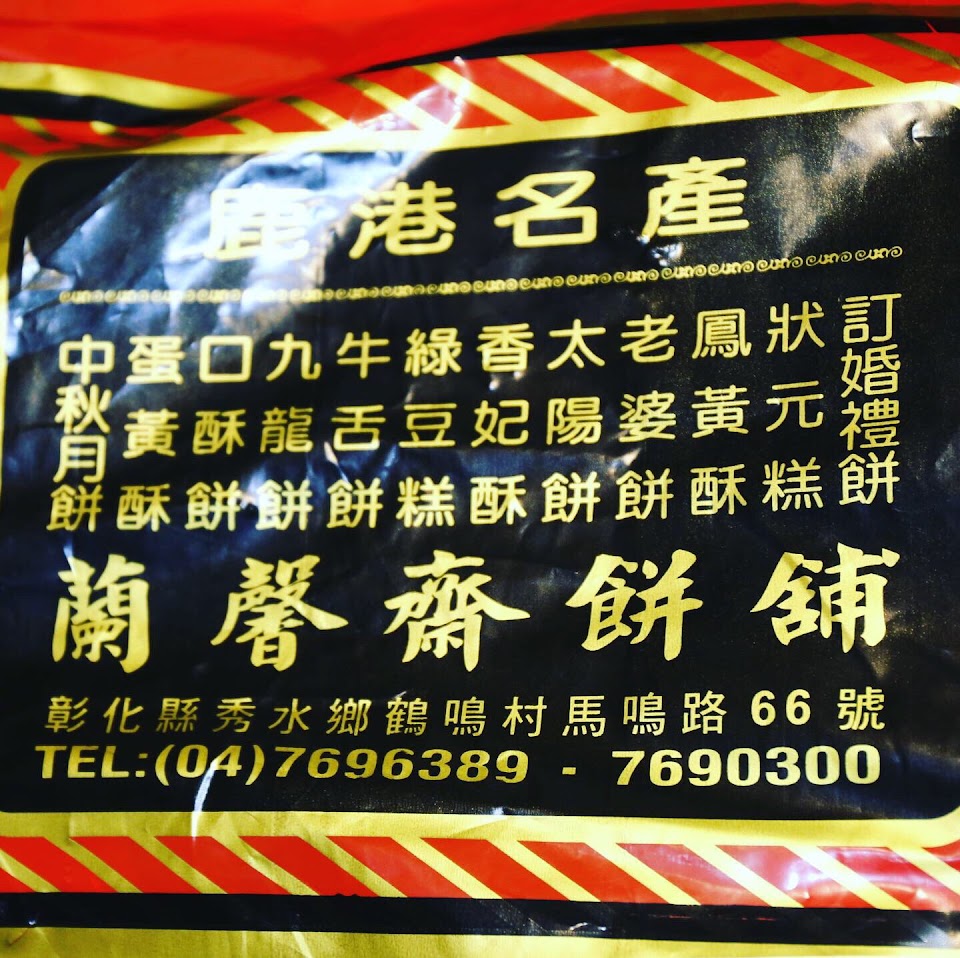 鹿港名產
訂婚禮餅
狀元糕
鳳黃酥
老婆餅
太陽餅
香妃酥
綠豆糕
牛舌餅
九龍餅
口酥餅
蛋黃酥
中秋月餅
蘭馨齋餅舖
彰化縣秀水鄉鶴鳴村馬鳴路66號
TEL:(04)7696389 - 7690300